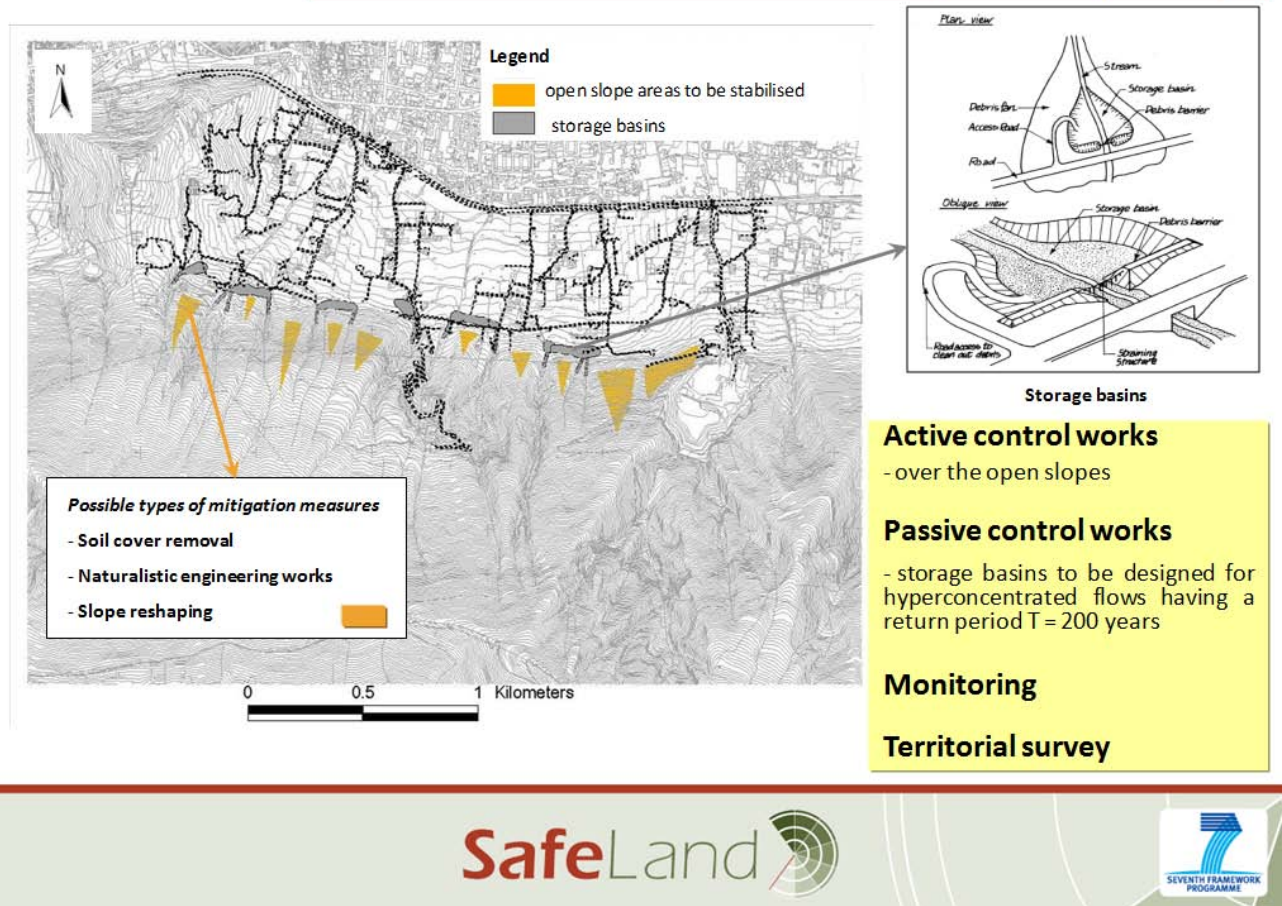 N
Legend
open slope areas to be stabilised
storage basins
Plan view
Stream
Storage basin
Debris fan
Debris barrier
Access Road
Road
Oblique view
Storage basin
Debris barrier
Road access to
clean out debris
Straining
Structure
Storage basins
Possible types of mitigation measures
- Soil cover removal
- Naturalistic engineering works
- Slope reshaping
0 0.5 1 Kilometers
Active control works
- over the open slopes
Passive control works
- storage basins to be designed for
hyperconcentrated flows having a
return period T = 200 years
Monitoring
Territorial survey
SafeLand
7
SEVENTH FRAMEWORK
PROGRAMME